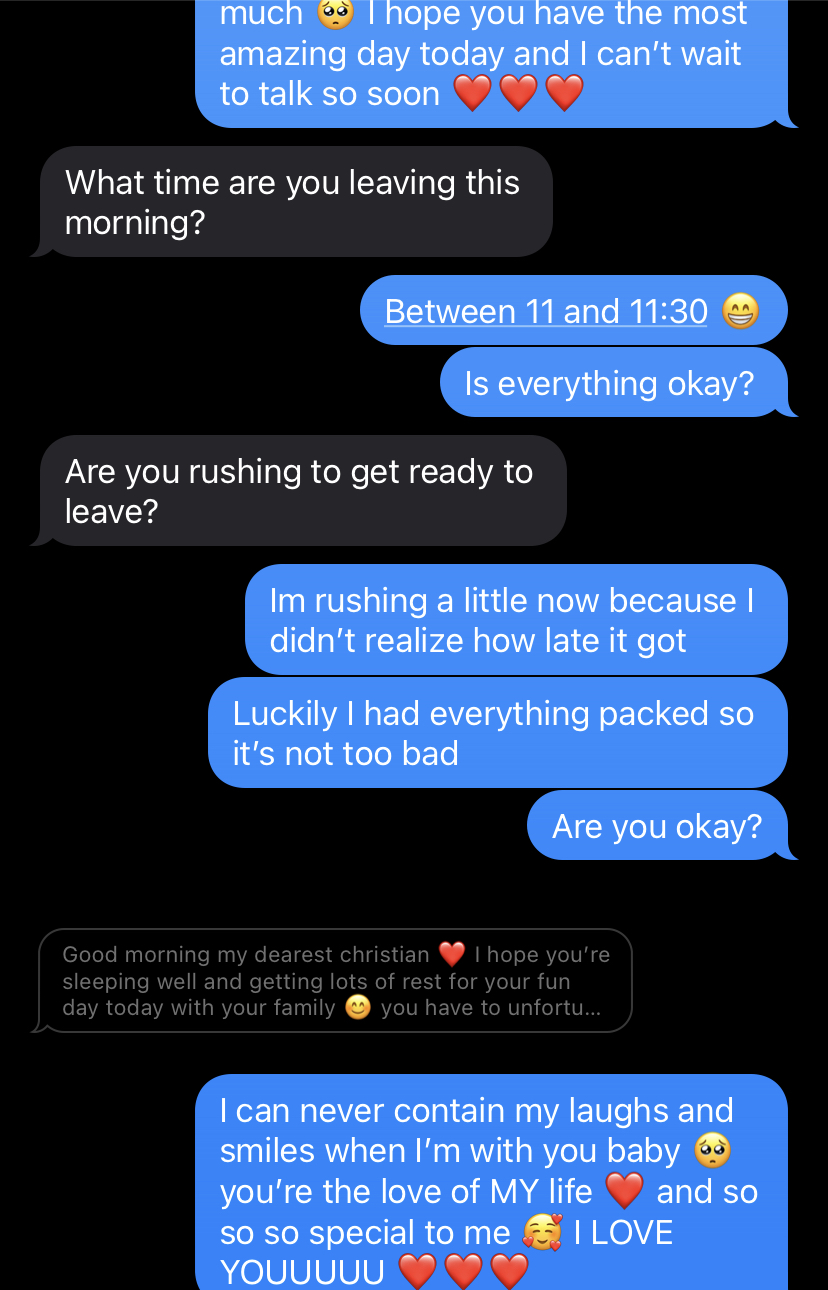 much 🥺 I hope you have the most
amazing day today and I can't wait
to talk so soon ❤️❤️❤️
What time are you leaving this
morning?
Between 11 and 11:30 😁
Is everything okay?
Are you rushing to get ready to
leave?
Im rushing a little now because I
didn't realize how late it got
Luckily I had everything packed so
it's not too bad
Are you okay?
Good morning my dearest christian ❤️ I hope you're
sleeping well and getting lots of rest for your fun
day today with your family 😊 you have to unfortu...
I can never contain my laughs and
smiles when I'm with you baby 🥺
you're the love of MY life ❤️ and so
so so special to me 🥰 I LOVE
YOUUUUU ❤️❤️❤️